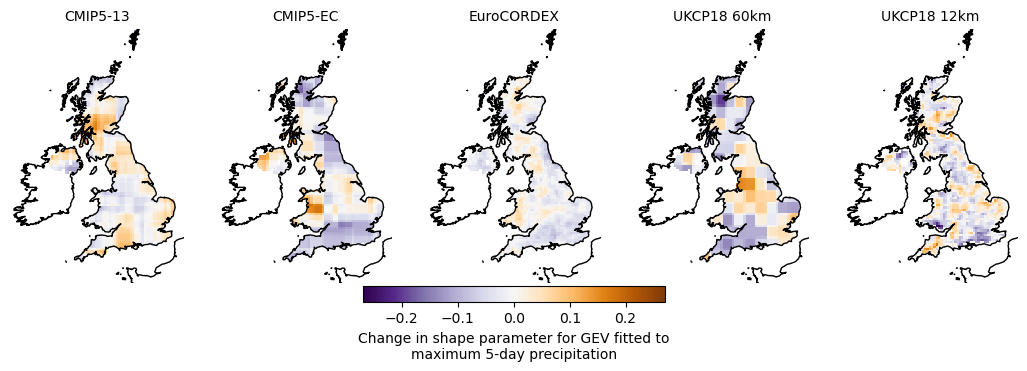 CMIP5-13
CMIP5-EC
EuroCORDEX
UKCP18 60km
UKCP18 12km
−0.2
−0.1
0.0
0.1
0.2
Change in shape parameter for GEV fitted to
maximum 5-day precipitation